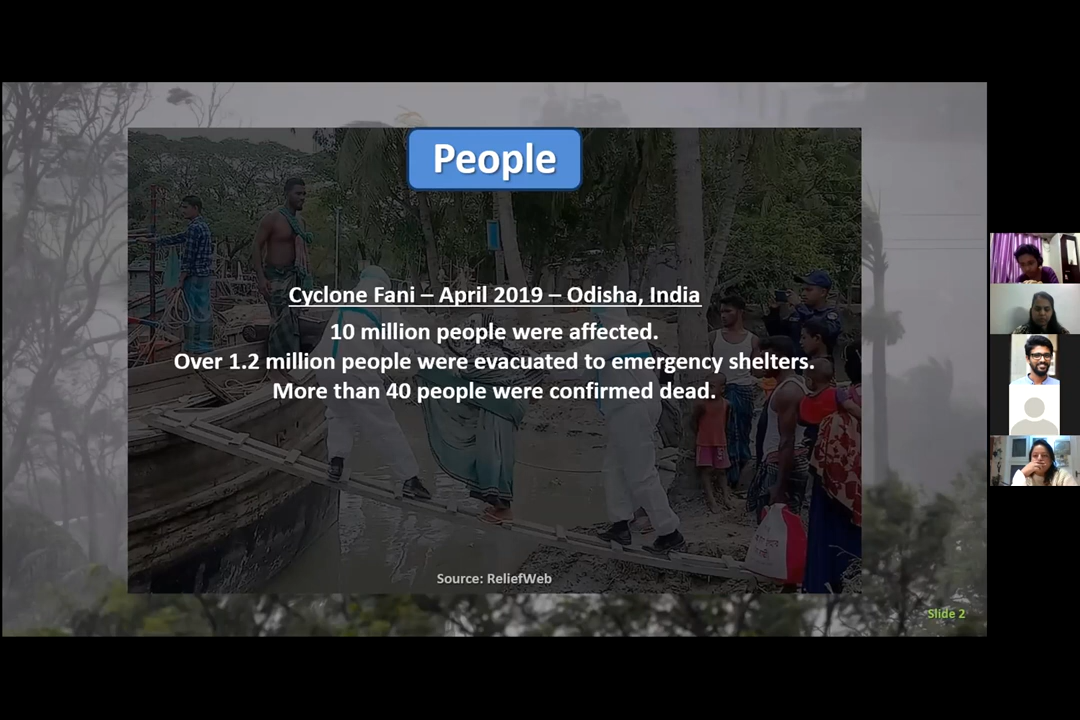 People
Cyclone Fani – April 2019 – Odisha, India
10 million people were affected.
Over 1.2 million people were evacuated to emergency shelters.
More than 40 people were confirmed dead.
Source: ReliefWeb
Slide 2